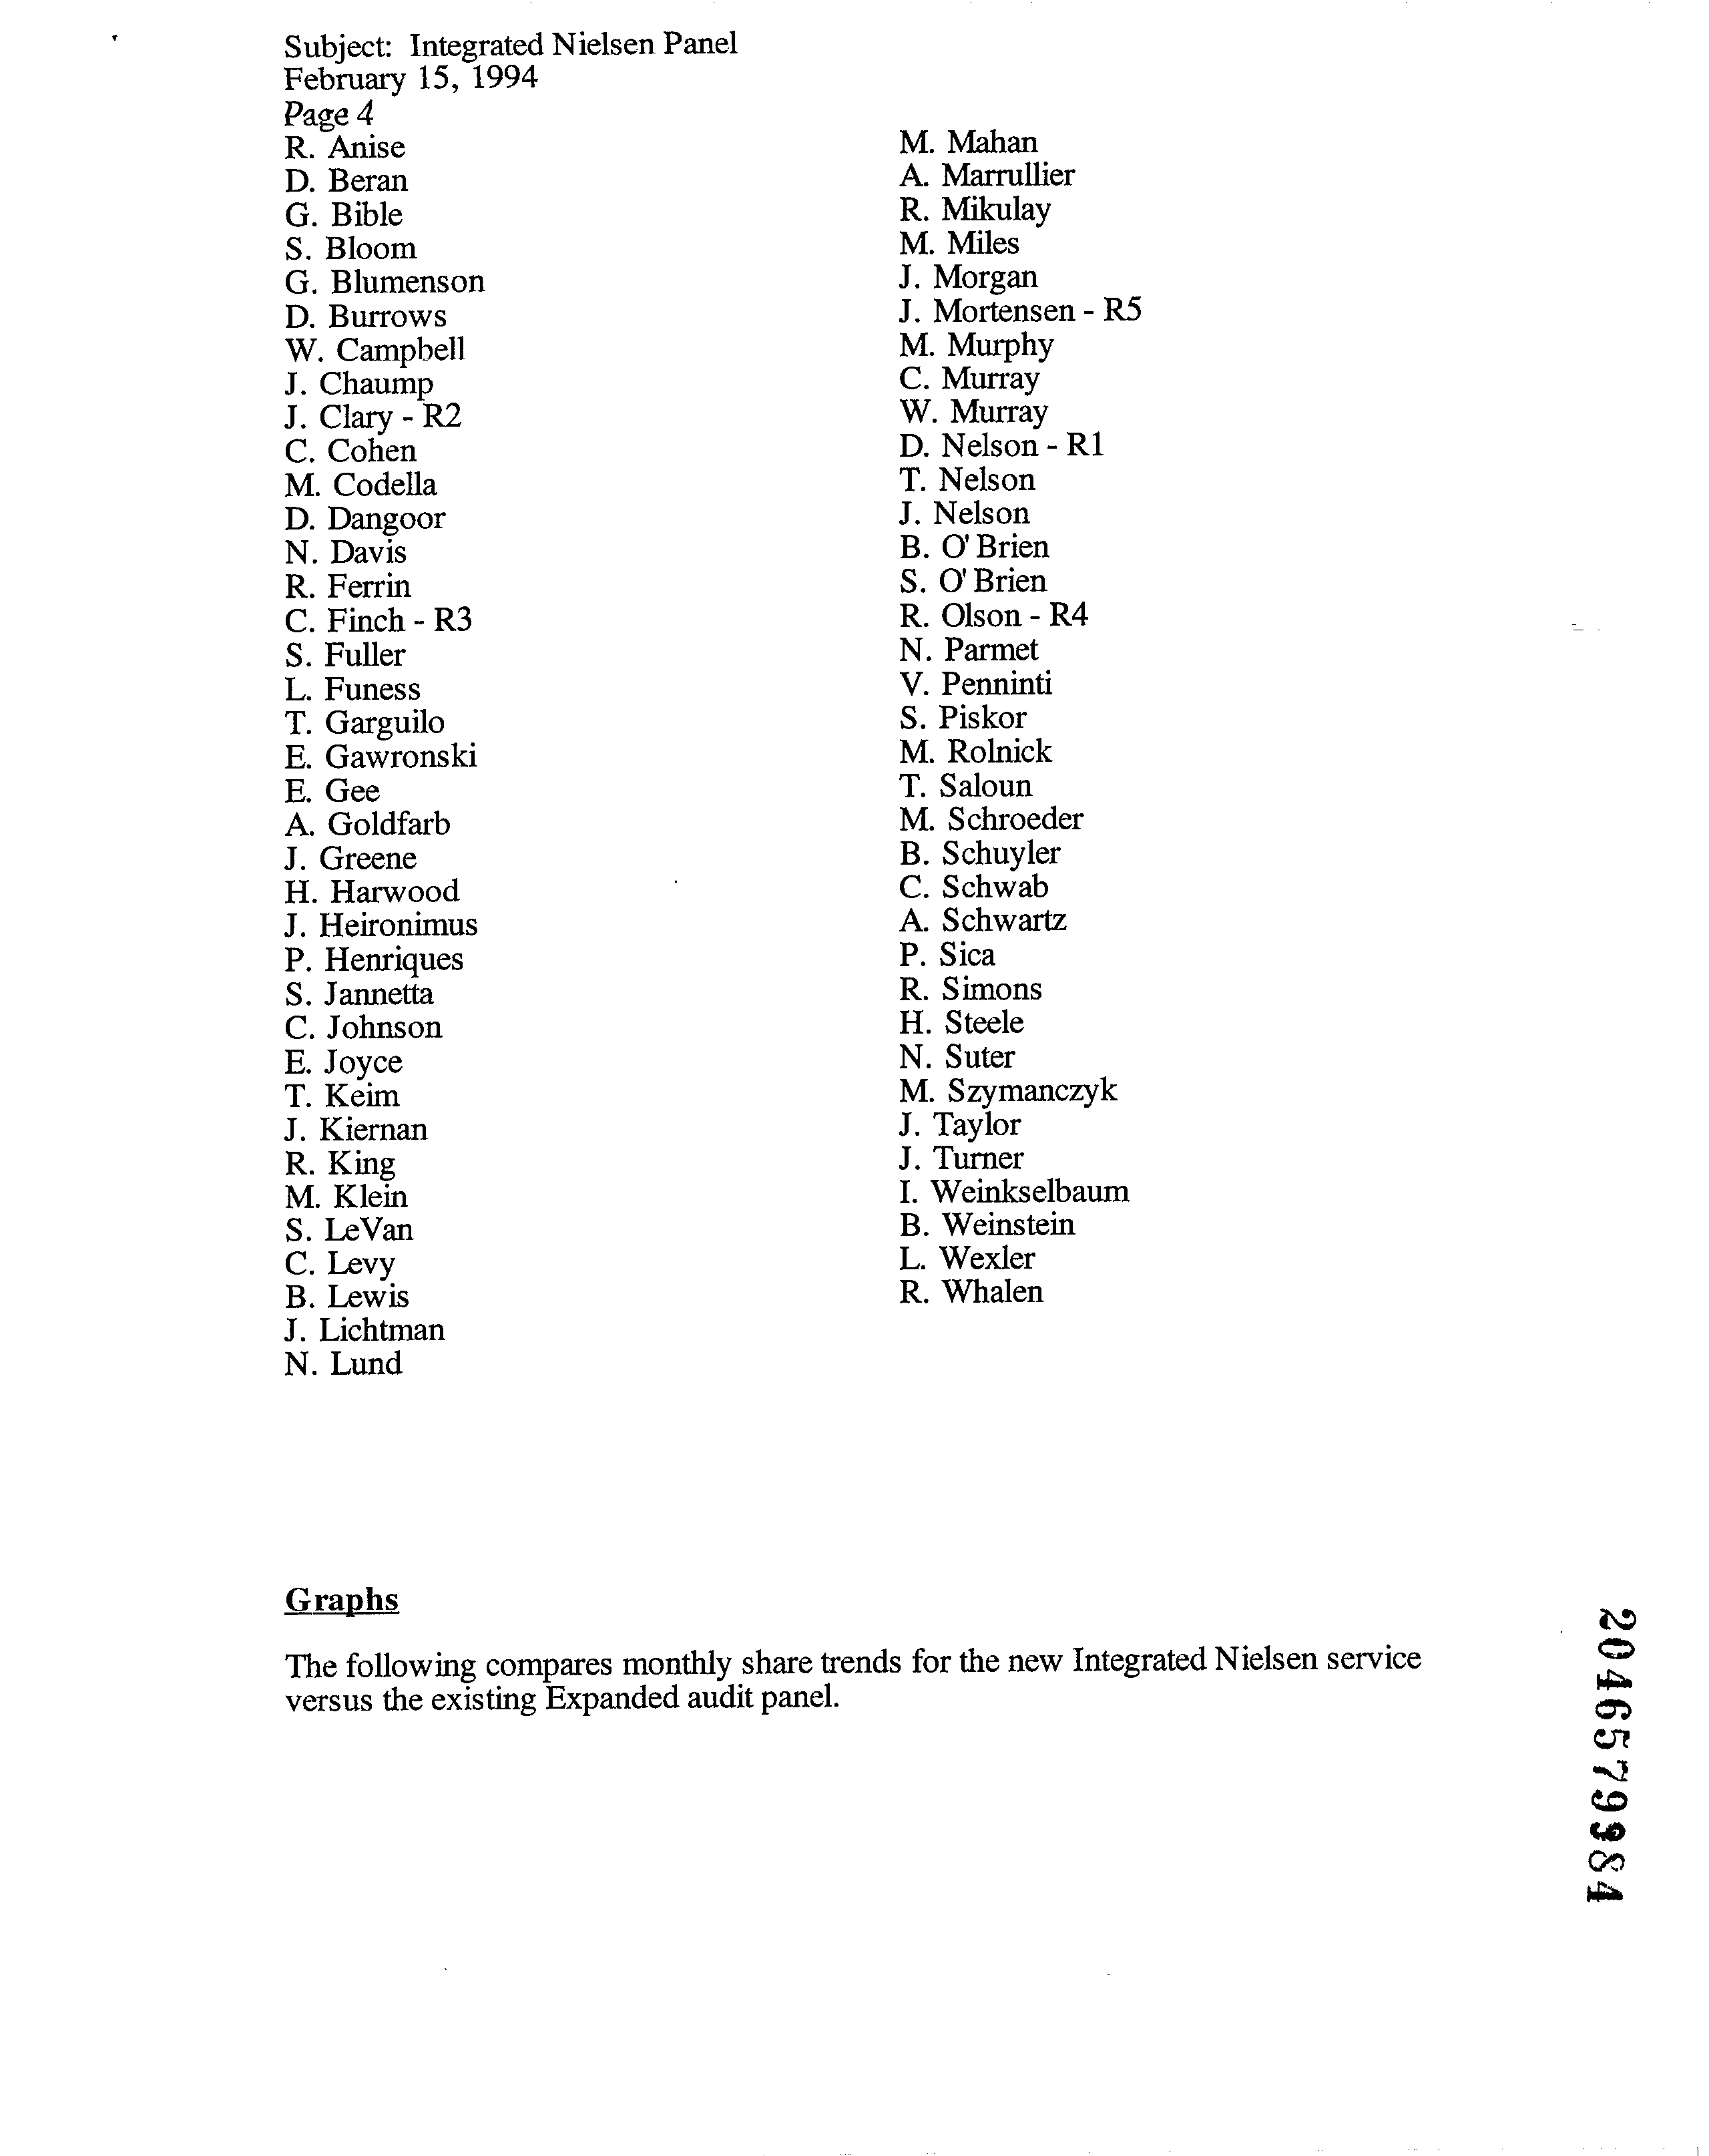 Subject: Integrated Nielsen Panel
February 15, 1994
Page 4
R. Anise
D. Beran
G. Bible
S. Bloom
G. Blumenson
D. Burrows
W. Campbell
J. Chaump
J. Clary - R2
C. Cohen
M. Codella
D. Dangoor
N. Davis
R. Ferrin
C. Finch - R3
S. Fuller
L. Funess
T. Garguilo
E. Gawronski
E. Gee
A. Goldfarb
J. Greene
H. Harwood
J. Heironimus
P. Henriques
S. Jannetta
C. Johnson
E. Joyce
T. Keim
J. Kiernan
R. King
M. Klein
S. LeVan
C. Levy
B. Lewis
J. Lichtman
N. Lund
M. Mahan
A. Marrullier
R. Mikulay
M. Miles
J. Morgan
J. Mortensen - R5
M. Murphy
C. Murray
W. Murray
D. Nelson - R1
T. Nelson
J. Nelson
B. O'Brien
S. O'Brien
R. Olson - R4
N. Parmet
V. Penninti
S. Piskor
M. Rolnick
T. Saloun
M. Schroeder
B. Schuyler
C. Schwab
A. Schwartz
P. Sica
R. Simons
H. Steele
N. Suter
M. Szymanczyk
J. Taylor
J. Turner
I. Weinkselbaum
B. Weinstein
L. Wexler
R. Whalen
Graphs
The following compares monthly share trends for the new Integrated Nielsen service
versus the existing Expanded audit panel.
2046579984